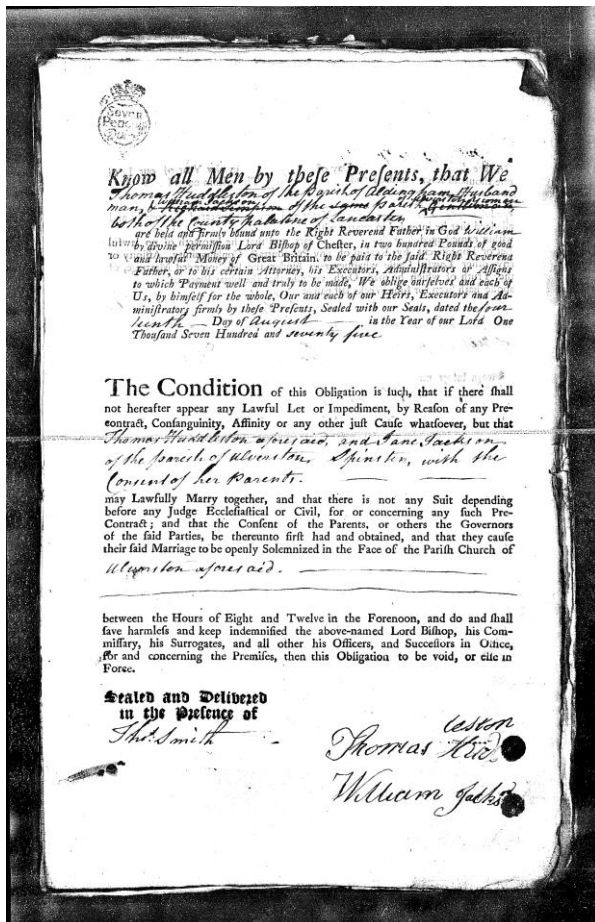 Seven
Pence
Know all Men by these Presents, that We
Thomas Huddleston of the Parish of Aldingham Husband
man, & William Jackson of the same parish
both of the County palatine of Lancaster
are held and firmly bound unto the Right Reverend Father in God William
by divine permission Lord Bishop of Chester, in two hundred Pounds of good
and lawful Money of Great Britain. to be paid to the said Right Reverend
Father, or to his certain Attorney, his Executors, Administrators or Assigns
to which Payment well and truly to be made, We oblige ourselves and each of
Us, by himself for the whole, Our and each of our Heirs, Executors and Ad-
ministrators firmly by these Presents, Sealed with our Seals, dated the four
teenth Day of August in the Year of our Lord One
Thousand Seven Hundred and seventy five
The Condition of this Obligation is such, that if there shall
not hereafter appear any Lawful Let or Impediment, by Reason of any Pre-
contract, Consanguinity, Affinity or any other just Cause whatsoever, but that
Thomas Huddleston aforesaid, and Jane Jackson
of the parish of Ulverston, Spinster, with the
Consent of her Parents.
may Lawfully Marry together, and that there is not any Suit depending
before any Judge Ecclesiastical or Civil, for or concerning any such Pre-
Contract; and that the Consent of the Parents, or others the Governors
of the said Parties, be thereunto first had and obtained, and that they cause
their said Marriage to be openly Solemnized in the Face of the Parish Church of
Ulverston aforesaid.
between the Hours of Eight and Twelve in the Forenoon, and do and shall
save harmless and keep indemnified the above-named Lord Bishop, his Com-
missary, his Surrogates, and all other his Officers, and Successors in Office,
for and concerning the Premises, then this Obligation to be void, or else in
Force.
Sealed and Delivered
in the Presence of
Thos. Smith
Thomas Hud
leston
William Jackso